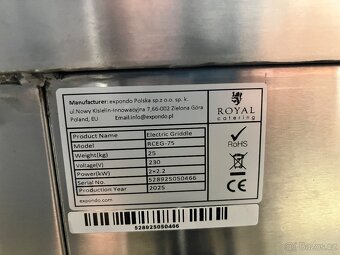 Manufacturer: expondo Polska sp.z o.o. sp. k.
ul.Nowy Kisielin-Innowacyjna 7,66-002 Zielona Góra
Poland, EU Email:info@expondo.pl
ROYAL
catering
Product Name Electric Griddle
Model RCEG-75
Weight(kg) 25
Voltage(V) 230
Power(kW) 2×2.2
Serial No. 528925050466
Production Year 2025
expondo.com
RoHS
CE
528925050466